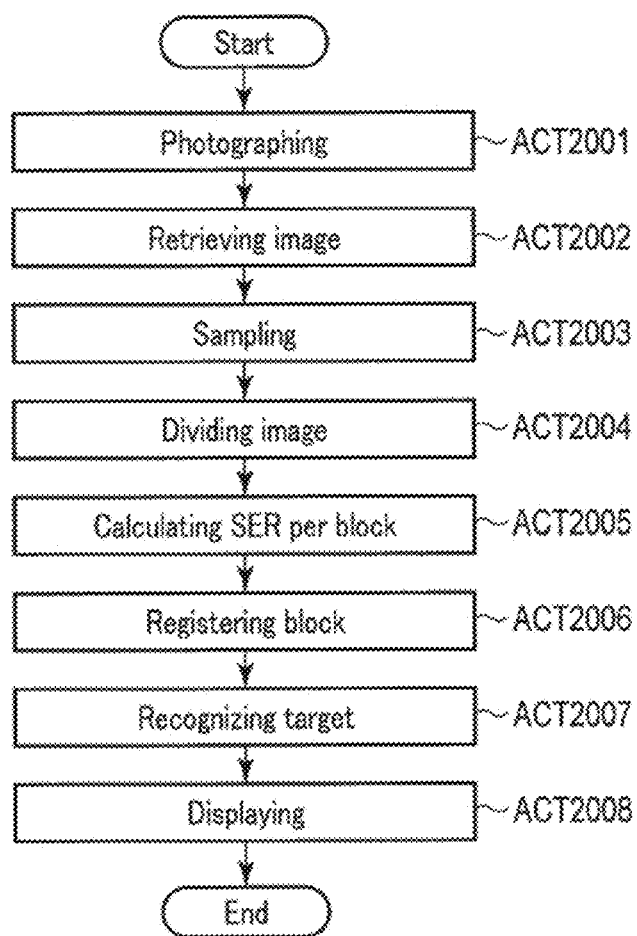 Start
Photographing ACT2001
Retrieving image ACT2002
Sampling ACT2003
Dividing image ACT2004
Calculating SER per block ACT2005
Registering block ACT2006
Recognizing target ACT2007
Displaying ACT2008
End